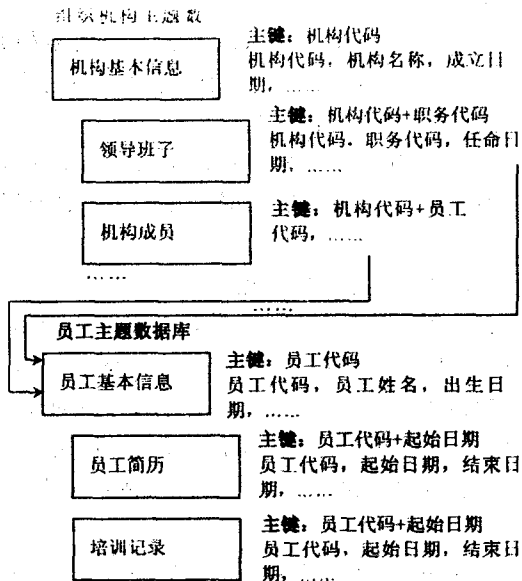 组织机构主题数
机构基本信息
主键：机构代码
机构代码，机构名称，成立日
期，……
领导班子
主键：机构代码+职务代码
机构代码．职务代码，任命日
期，……
机构成员
主键：机构代码+员工
代码，……
……
……
员工主题数据库
员工基本信息
主键：员工代码
员工代码，员工姓名，出生日
期，……
员工简历
主键：员工代码+起始日期
员工代码，起始日期，结束日
期，……
培训记录
主键：员工代码+起始日期
员工代码，起始日期，结束日
期，……